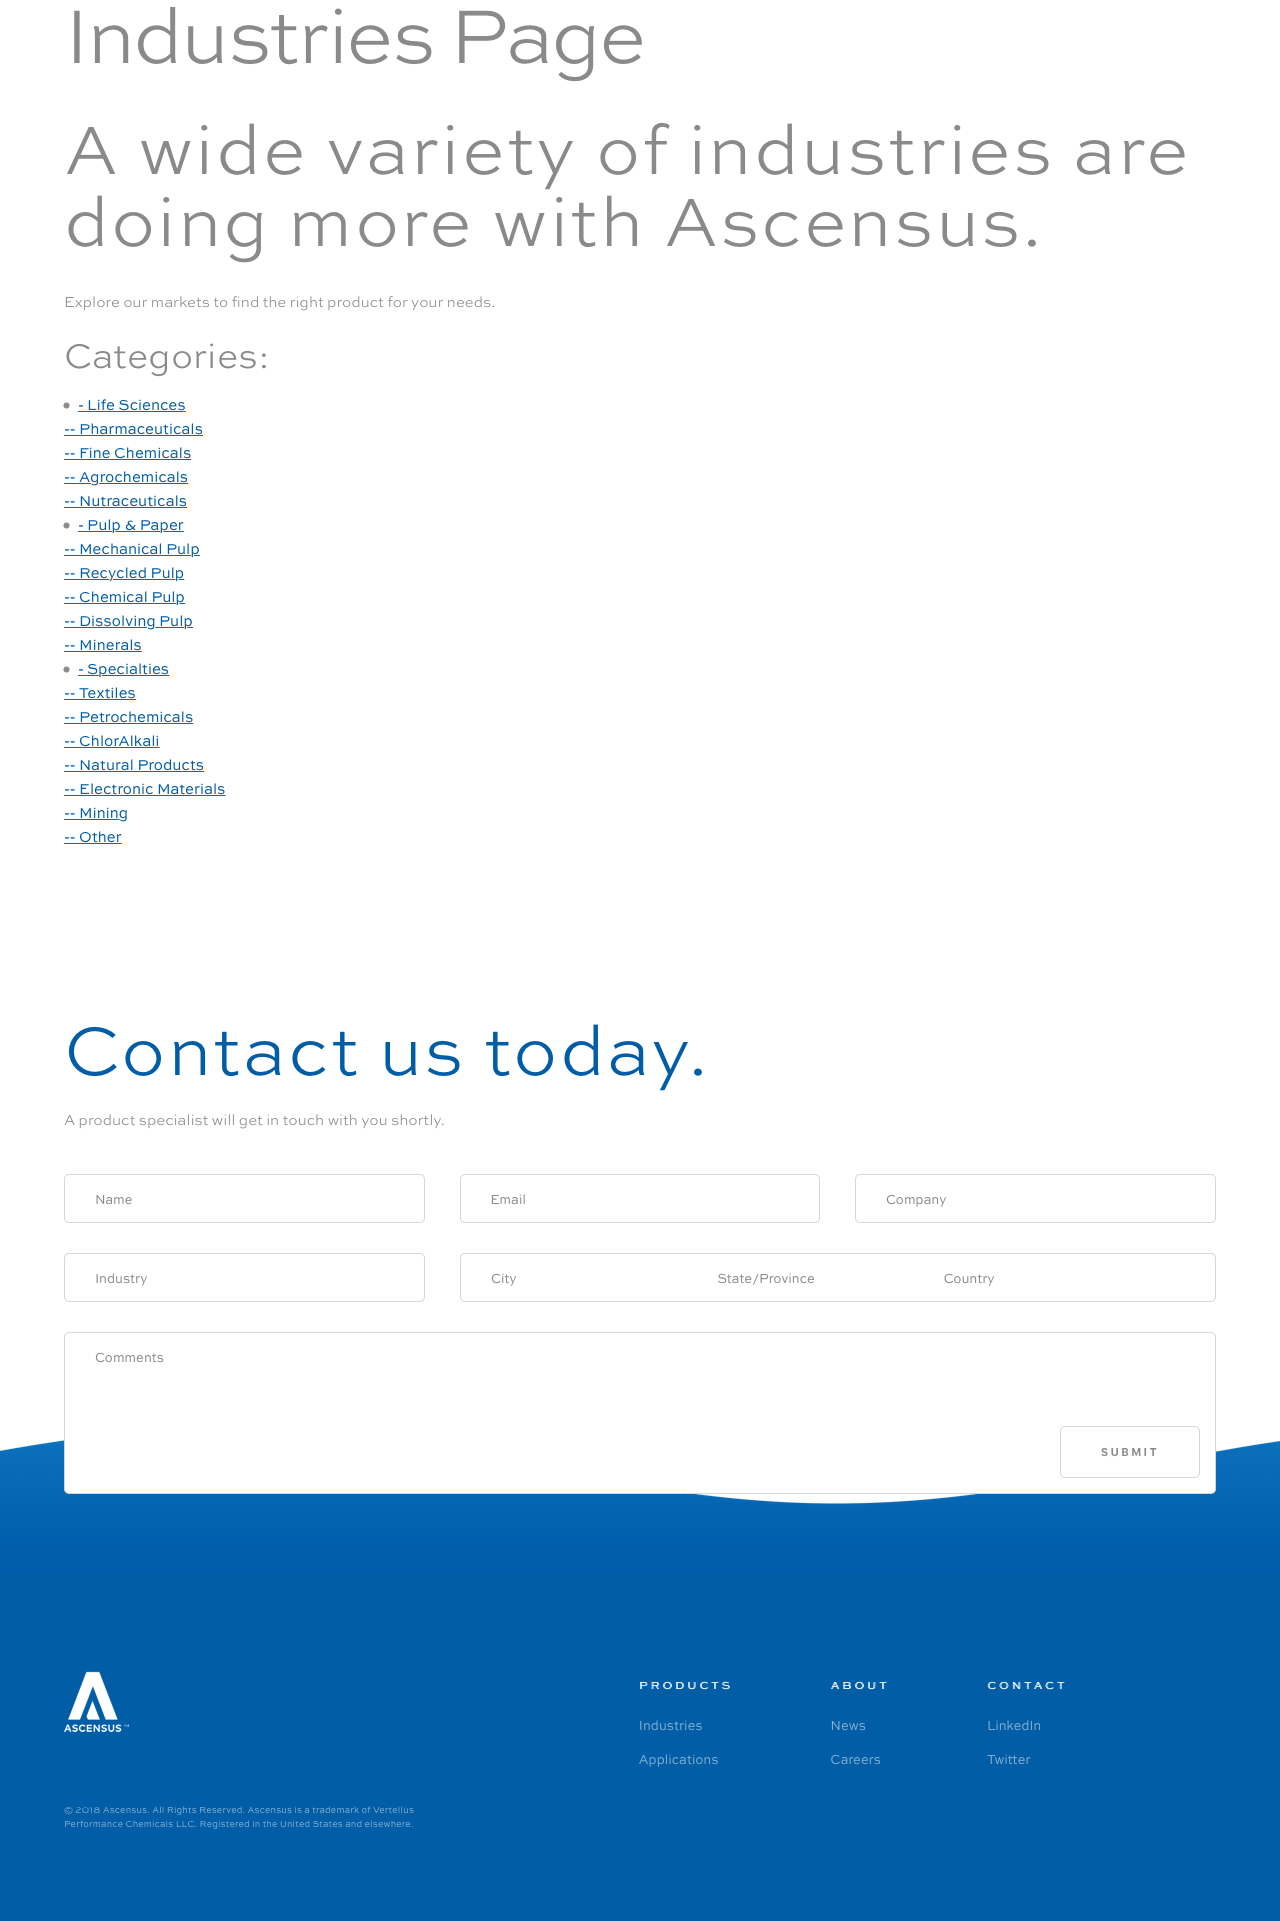 Industries Page
A wide variety of industries are
doing more with Ascensus.
Explore our markets to find the right product for your needs.
Categories:
- Life Sciences
-- Pharmaceuticals
-- Fine Chemicals
-- Agrochemicals
-- Nutraceuticals
- Pulp & Paper
-- Mechanical Pulp
-- Recycled Pulp
-- Chemical Pulp
-- Dissolving Pulp
-- Minerals
- Specialties
-- Textiles
-- Petrochemicals
-- ChlorAlkali
-- Natural Products
-- Electronic Materials
-- Mining
-- Other
Contact us today.
A product specialist will get in touch with you shortly.
Name Email Company
Industry City State/Province Country
Comments
SUBMIT
PRODUCTS ABOUT CONTACT
Industries News LinkedIn
Applications Careers Twitter
ASCENSUS™
© 2018 Ascensus. All Rights Reserved. Ascensus is a trademark of Vertellus
Performance Chemicals LLC. Registered in the United States and elsewhere.